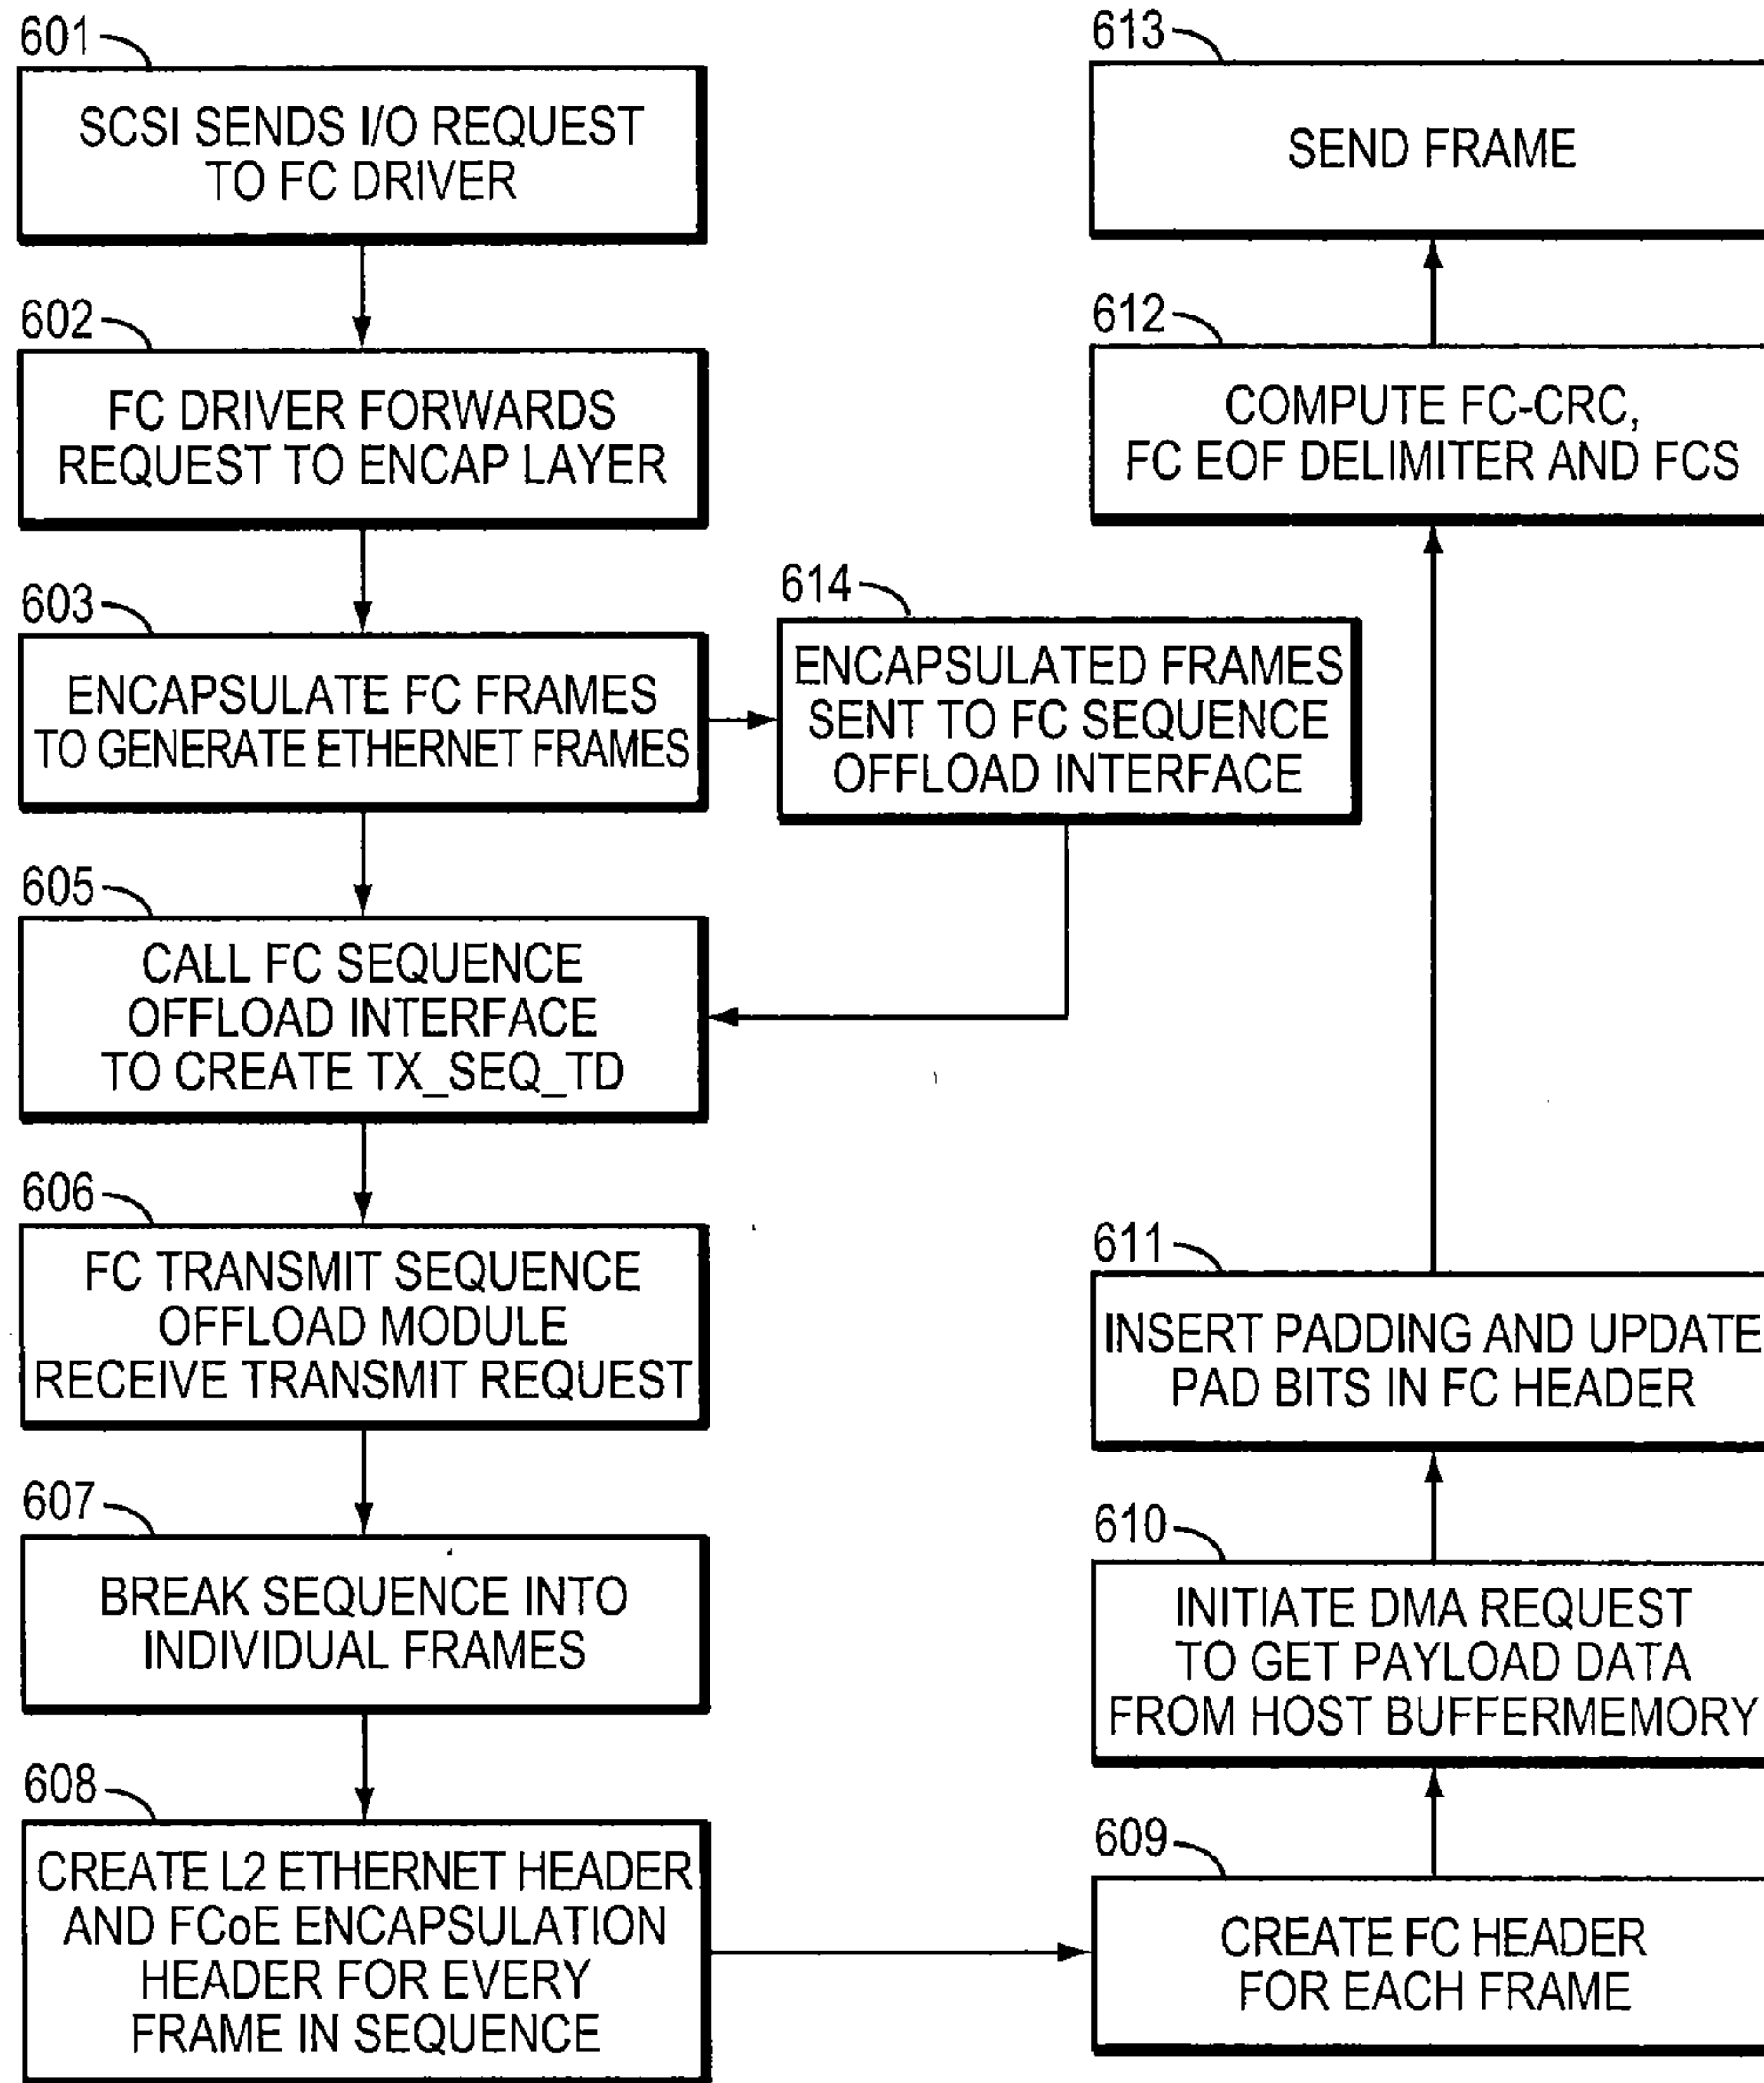 601
SCSI SENDS I/O REQUEST
TO FC DRIVER
602
FC DRIVER FORWARDS
REQUEST TO ENCAP LAYER
603
ENCAPSULATE FC FRAMES
TO GENERATE ETHERNET FRAMES
614
ENCAPSULATED FRAMES
SENT TO FC SEQUENCE
OFFLOAD INTERFACE
605
CALL FC SEQUENCE
OFFLOAD INTERFACE
TO CREATE TX_SEQ_TD
606
FC TRANSMIT SEQUENCE
OFFLOAD MODULE
RECEIVE TRANSMIT REQUEST
607
BREAK SEQUENCE INTO
INDIVIDUAL FRAMES
608
CREATE L2 ETHERNET HEADER
AND FCoE ENCAPSULATION
HEADER FOR EVERY
FRAME IN SEQUENCE
609
CREATE FC HEADER
FOR EACH FRAME
610
INITIATE DMA REQUEST
TO GET PAYLOAD DATA
FROM HOST BUFFERMEMORY
611
INSERT PADDING AND UPDATE
PAD BITS IN FC HEADER
612
COMPUTE FC-CRC,
FC EOF DELIMITER AND FCS
613
SEND FRAME